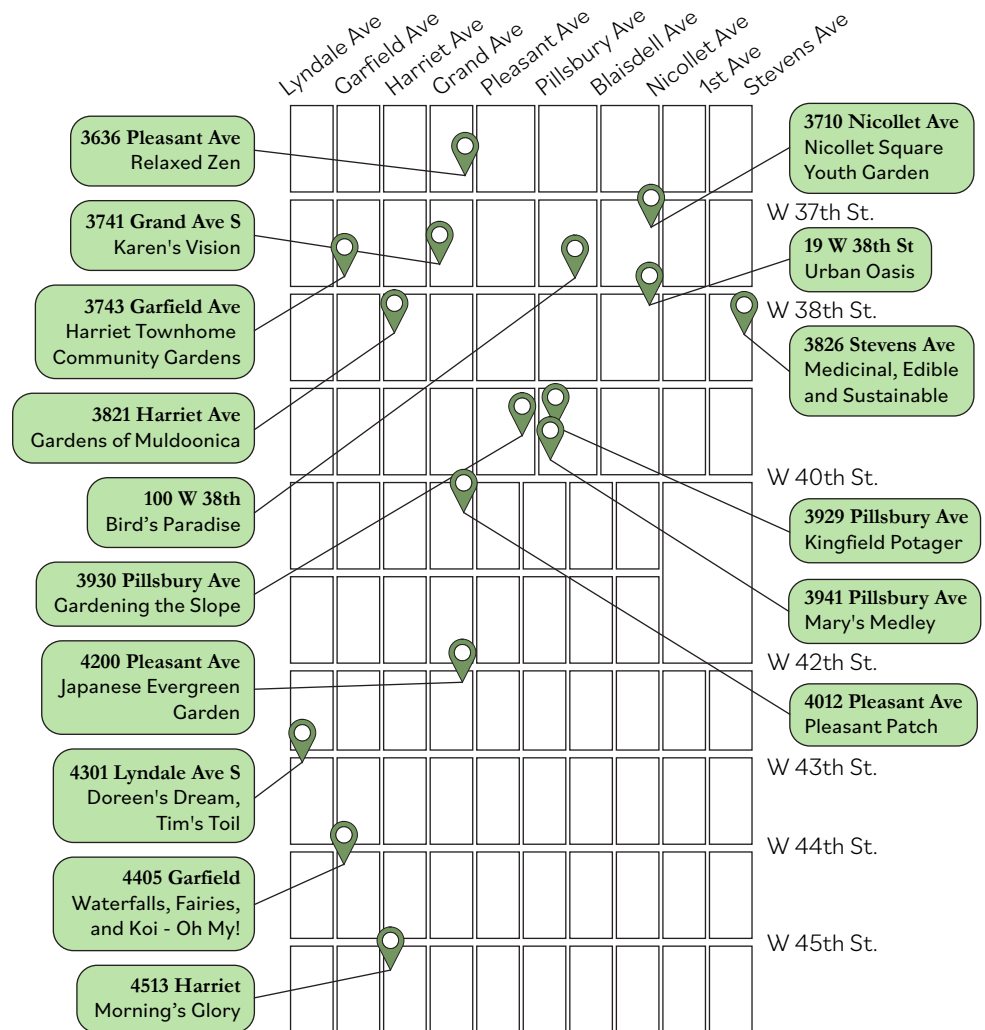 Lyndale Ave
Garfield Ave
Harriet Ave
Grand Ave
Pleasant Ave
Pillsbury Ave
Blaisdell Ave
Nicollet Ave
1st Ave
Stevens Ave
3636 Pleasant Ave
Relaxed Zen
3741 Grand Ave S
Karen's Vision
3743 Garfield Ave
Harriet Townhome
Community Gardens
3821 Harriet Ave
Gardens of Muldoonica
100 W 38th
Bird’s Paradise
3930 Pillsbury Ave
Gardening the Slope
4200 Pleasant Ave
Japanese Evergreen
Garden
4301 Lyndale Ave S
Doreen's Dream,
Tim's Toil
4405 Garfield
Waterfalls, Fairies,
and Koi - Oh My!
4513 Harriet
Morning’s Glory
3710 Nicollet Ave
Nicollet Square
Youth Garden
W 37th St.
19 W 38th St
Urban Oasis
W 38th St.
3826 Stevens Ave
Medicinal, Edible
and Sustainable
W 40th St.
3929 Pillsbury Ave
Kingfield Potager
3941 Pillsbury Ave
Mary's Medley
W 42th St.
4012 Pleasant Ave
Pleasant Patch
W 43th St.
W 44th St.
W 45th St.